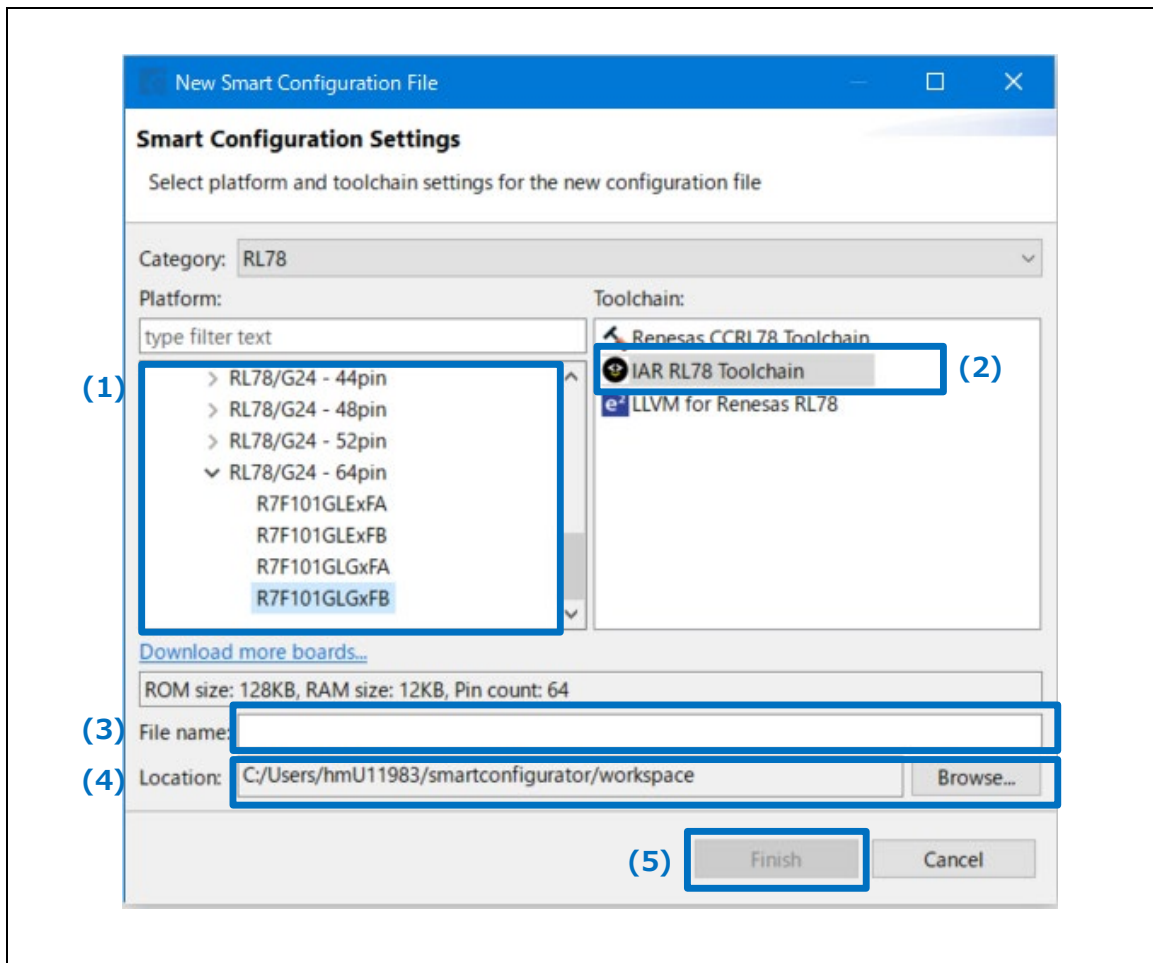 New Smart Configuration File
Smart Configuration Settings
Select platform and toolchain settings for the new configuration file
Category: RL78
Platform:
Toolchain:
type filter text
Renesas CCRL78 Toolchain
(1)
RL78/G24 - 44pin
IAR RL78 Toolchain
(2)
RL78/G24 - 48pin
LLVM for Renesas RL78
RL78/G24 - 52pin
RL78/G24 - 64pin
R7F101GLExFA
R7F101GLExFB
R7F101GLGxFA
R7F101GLGxFB
Download more boards...
ROM size: 128KB, RAM size: 12KB, Pin count: 64
(3) File name:
(4) Location: C:/Users/hmU11983/smartconfigurator/workspace Browse...
(5) Finish Cancel